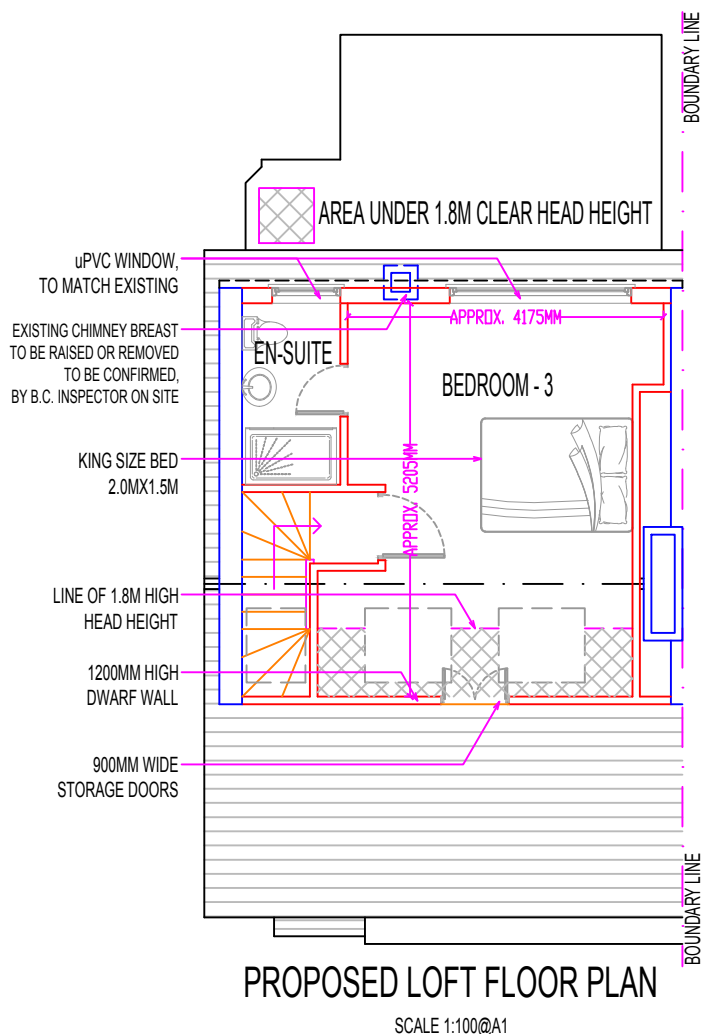 BOUNDARY LINE
AREA UNDER 1.8M CLEAR HEAD HEIGHT
uPVC WINDOW,
TO MATCH EXISTING
APPROX. 4175MM
EXISTING CHIMNEY BREAST
TO BE RAISED OR REMOVED
TO BE CONFIRMED,
BY B.C. INSPECTOR ON SITE
EN-SUITE
BEDROOM - 3
KING SIZE BED
2.0MX1.5M
APPROX. 5205MM
LINE OF 1.8M HIGH
HEAD HEIGHT
1200MM HIGH
DWARF WALL
900MM WIDE
STORAGE DOORS
BOUNDARY LINE
PROPOSED LOFT FLOOR PLAN
SCALE 1:100@A1